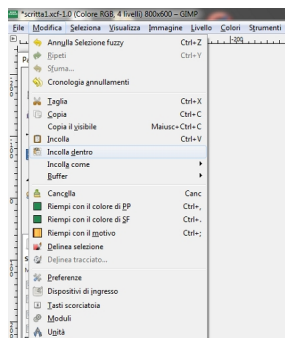 *scritta1.xcf-1.0 (Colore RGB, 4 livelli) 800x600 – GIMP
File Modifica Seleziona Visualizza Immagine Livello Colori Strumenti
Annulla Selezione fuzzy Ctrl+Z
Ripeti Ctrl+Y
Sfuma...
Cronologia annullamenti
Taglia Ctrl+X
Copia Ctrl+C
Copia il visibile Maiusc+Ctrl+C
Incolla Ctrl+V
Incolla dentro
Incolla come
Buffer
Cancella Canc
Riempi con il colore di PP Ctrl+,
Riempi con il colore di SF Ctrl+.
Riempi con il motivo Ctrl+;
Delinea selezione
Delinea tracciato...
Preferenze
Dispositivi di ingresso
Tasti scorciatoia
Moduli
Unità